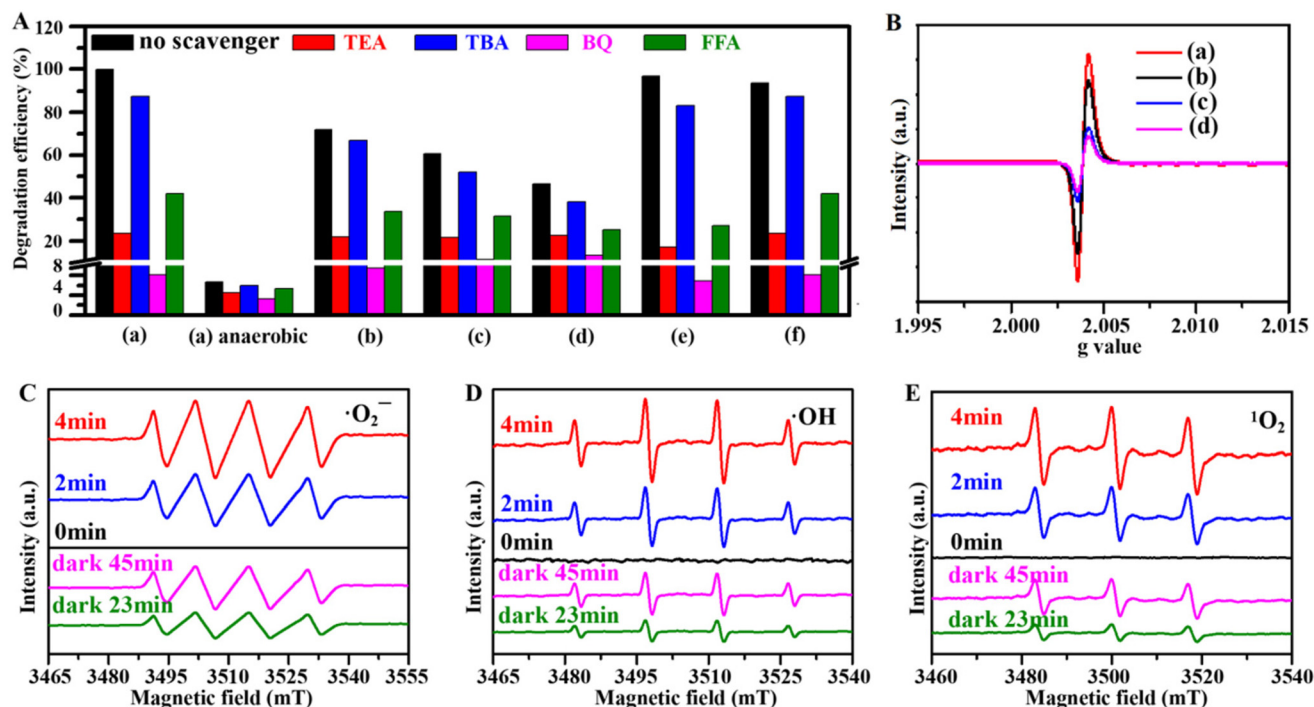 A
no scavenger TEA TBA BQ FFA
Degradation efficiency (%)
120
100
80
60
40
20
8
4
0
(a) (a) anaerobic (b) (c) (d) (e) (f)
B
(a)
(b)
(c)
(d)
Intensity (a.u.)
1.995 2.000 2.005 2.010 2.015
g value
C
·O₂⁻
4min
2min
0min
dark 45min
dark 23min
Intensity (a.u.)
3465 3480 3495 3510 3525 3540 3555
Magnetic field (mT)
D
·OH
4min
2min
0min
dark 45min
dark 23min
Intensity (a.u.)
3465 3480 3495 3510 3525 3540
Magnetic field (mT)
E
¹O₂
4min
2min
0min
dark 45min
dark 23min
Intensity (a.u.)
3460 3480 3500 3520 3540
Magnetic field (mT)